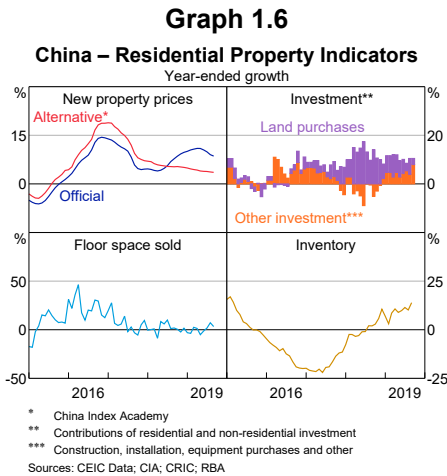 Graph 1.6
China – Residential Property Indicators
Year-ended growth
% New property prices Investment** %
Alternative* Land purchases
15 20
Official
0 0
Other investment***
% Floor space sold Inventory %
50 25
0 0
-50 -25
2016 2019 2016 2019
* China Index Academy
** Contributions of residential and non-residential investment
*** Construction, installation, equipment purchases and other
Sources: CEIC Data; CIA; CRIC; RBA